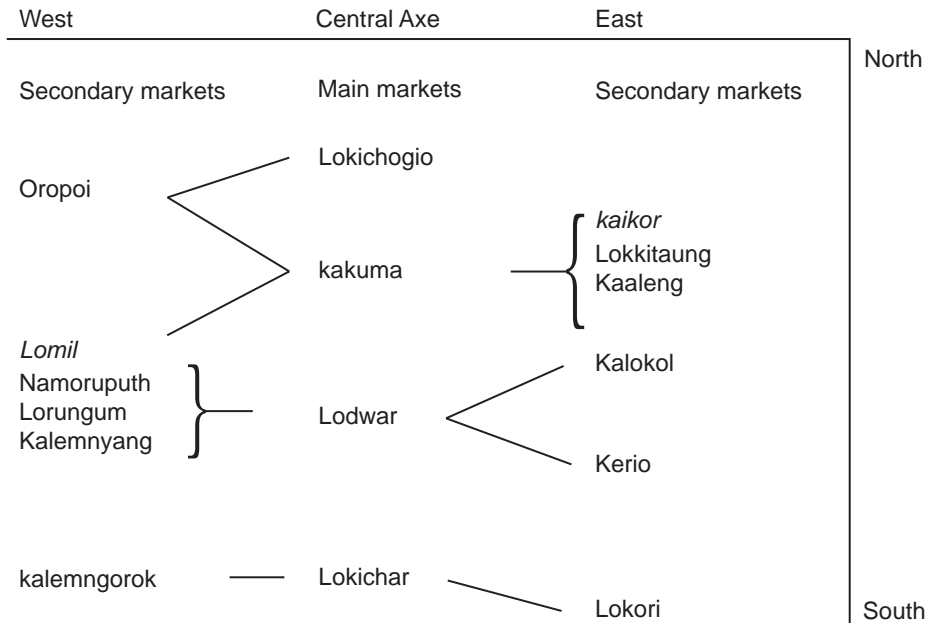 West Central Axe East
North
Secondary markets Main markets Secondary markets
Lokichogio
Oropoi
kaikor
Lokkitaung
kakuma
Kaaleng
Lomil
Kalokol
Namoruputh
Lorungum
Lodwar
Kalemnyang
Kerio
kalemngorok Lokichar
Lokori
South